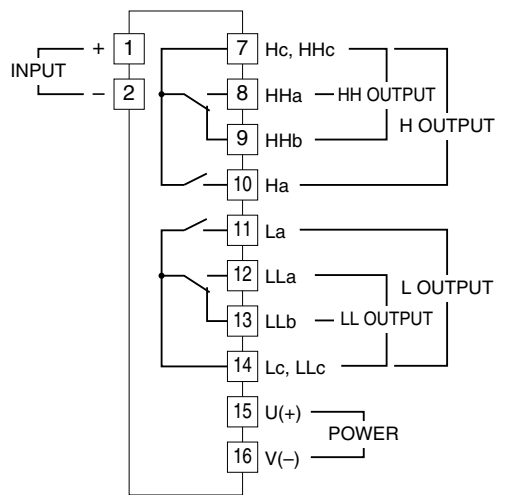 1
+
INPUT
2
–
7 Hc, HHc
8 HHa
HH OUTPUT
9 HHb
H OUTPUT
10 Ha
11 La
12 LLa
L OUTPUT
13 LLb
LL OUTPUT
14 Lc, LLc
15 U(+)
POWER
16 V(–)